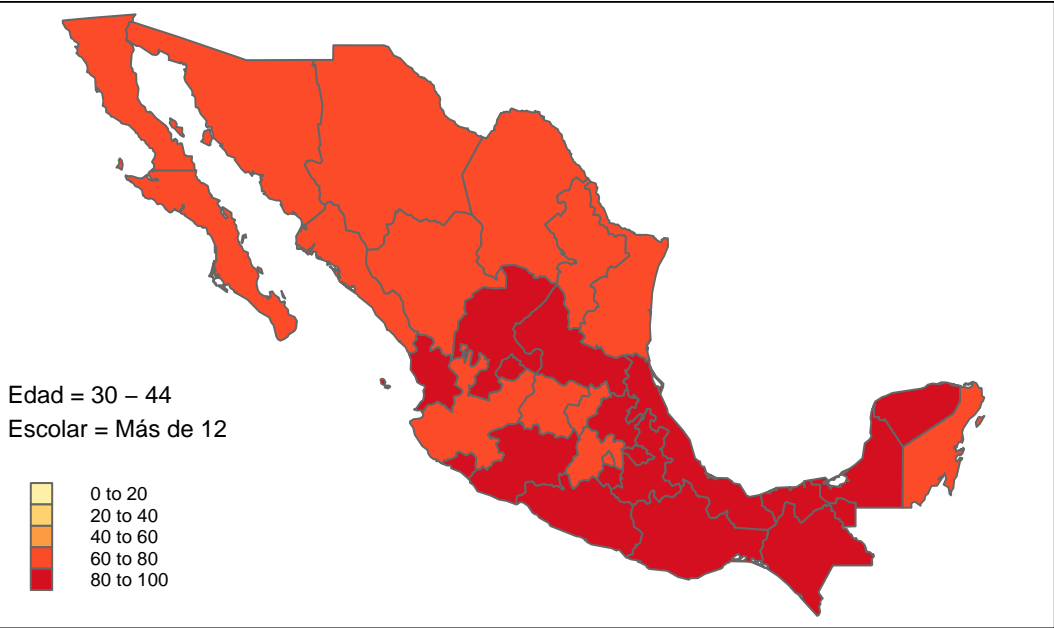 Edad = 30 – 44
Escolar = Más de 12
0 to 20
20 to 40
40 to 60
60 to 80
80 to 100